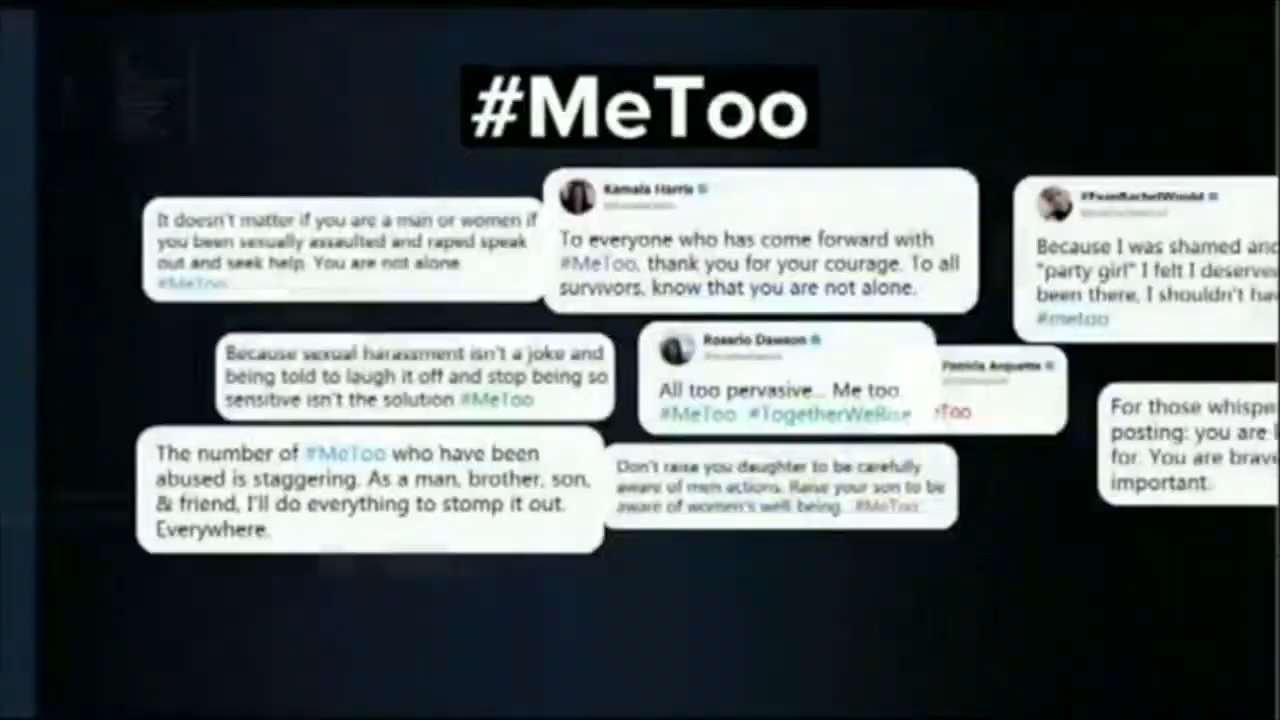 #MeToo
It doesn't matter if you are a man or women if
you been sexually assaulted and raped speak
out and seek help. You are not alone.
#MeToo
Kamala Harris
To everyone who has come forward with
#MeToo, thank you for your courage. To all
survivors, know that you are not alone.
#EvanRachelWould
Because I was shamed and
"party girl" I felt I deserve
been there, I shouldn't ha
#metoo
Because sexual harassment isn't a joke and
being told to laugh it off and stop being so
sensitive isn't the solution #MeToo
Rosario Dawson
All too pervasive... Me too.
#MeToo #TogetherWeRise
Patricia Arquette
eToo
For those whispe
posting: you are
for. You are brave
important.
The number of #MeToo who have been
abused is staggering. As a man, brother, son,
& friend, I'll do everything to stomp it out.
Everywhere.
Don't raise you daughter to be carefully
aware of men actions. Raise your son to be
aware of women's well being. #MeToo